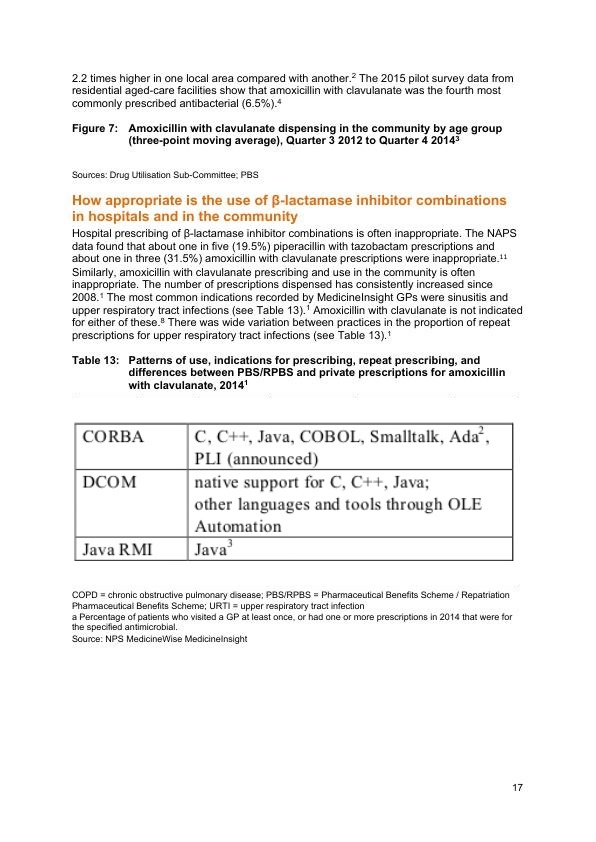 2.2 times higher in one local area compared with another.2 The 2015 pilot survey data from
residential aged-care facilities show that amoxicillin with clavulanate was the fourth most
commonly prescribed antibacterial (6.5%).4
Figure 7: Amoxicillin with clavulanate dispensing in the community by age group
(three-point moving average), Quarter 3 2012 to Quarter 4 20143
Sources: Drug Utilisation Sub-Committee; PBS
How appropriate is the use of β-lactamase inhibitor combinations
in hospitals and in the community
Hospital prescribing of β-lactamase inhibitor combinations is often inappropriate. The NAPS
data found that about one in five (19.5%) piperacillin with tazobactam prescriptions and
about one in three (31.5%) amoxicillin with clavulanate prescriptions were inappropriate.11
Similarly, amoxicillin with clavulanate prescribing and use in the community is often
inappropriate. The number of prescriptions dispensed has consistently increased since
2008.1 The most common indications recorded by MedicineInsight GPs were sinusitis and
upper respiratory tract infections (see Table 13).1 Amoxicillin with clavulanate is not indicated
for either of these.8 There was wide variation between practices in the proportion of repeat
prescriptions for upper respiratory tract infections (see Table 13).1
Table 13: Patterns of use, indications for prescribing, repeat prescribing, and
differences between PBS/RPBS and private prescriptions for amoxicillin
with clavulanate, 20141
CORBA C, C++, Java, COBOL, Smalltalk, Ada2,
PLI (announced)
DCOM native support for C, C++, Java;
other languages and tools through OLE
Automation
Java RMI Java3
COPD = chronic obstructive pulmonary disease; PBS/RPBS = Pharmaceutical Benefits Scheme / Repatriation
Pharmaceutical Benefits Scheme; URTI = upper respiratory tract infection
a Percentage of patients who visited a GP at least once, or had one or more prescriptions in 2014 that were for
the specified antimicrobial.
Source: NPS MedicineWise MedicineInsight
17